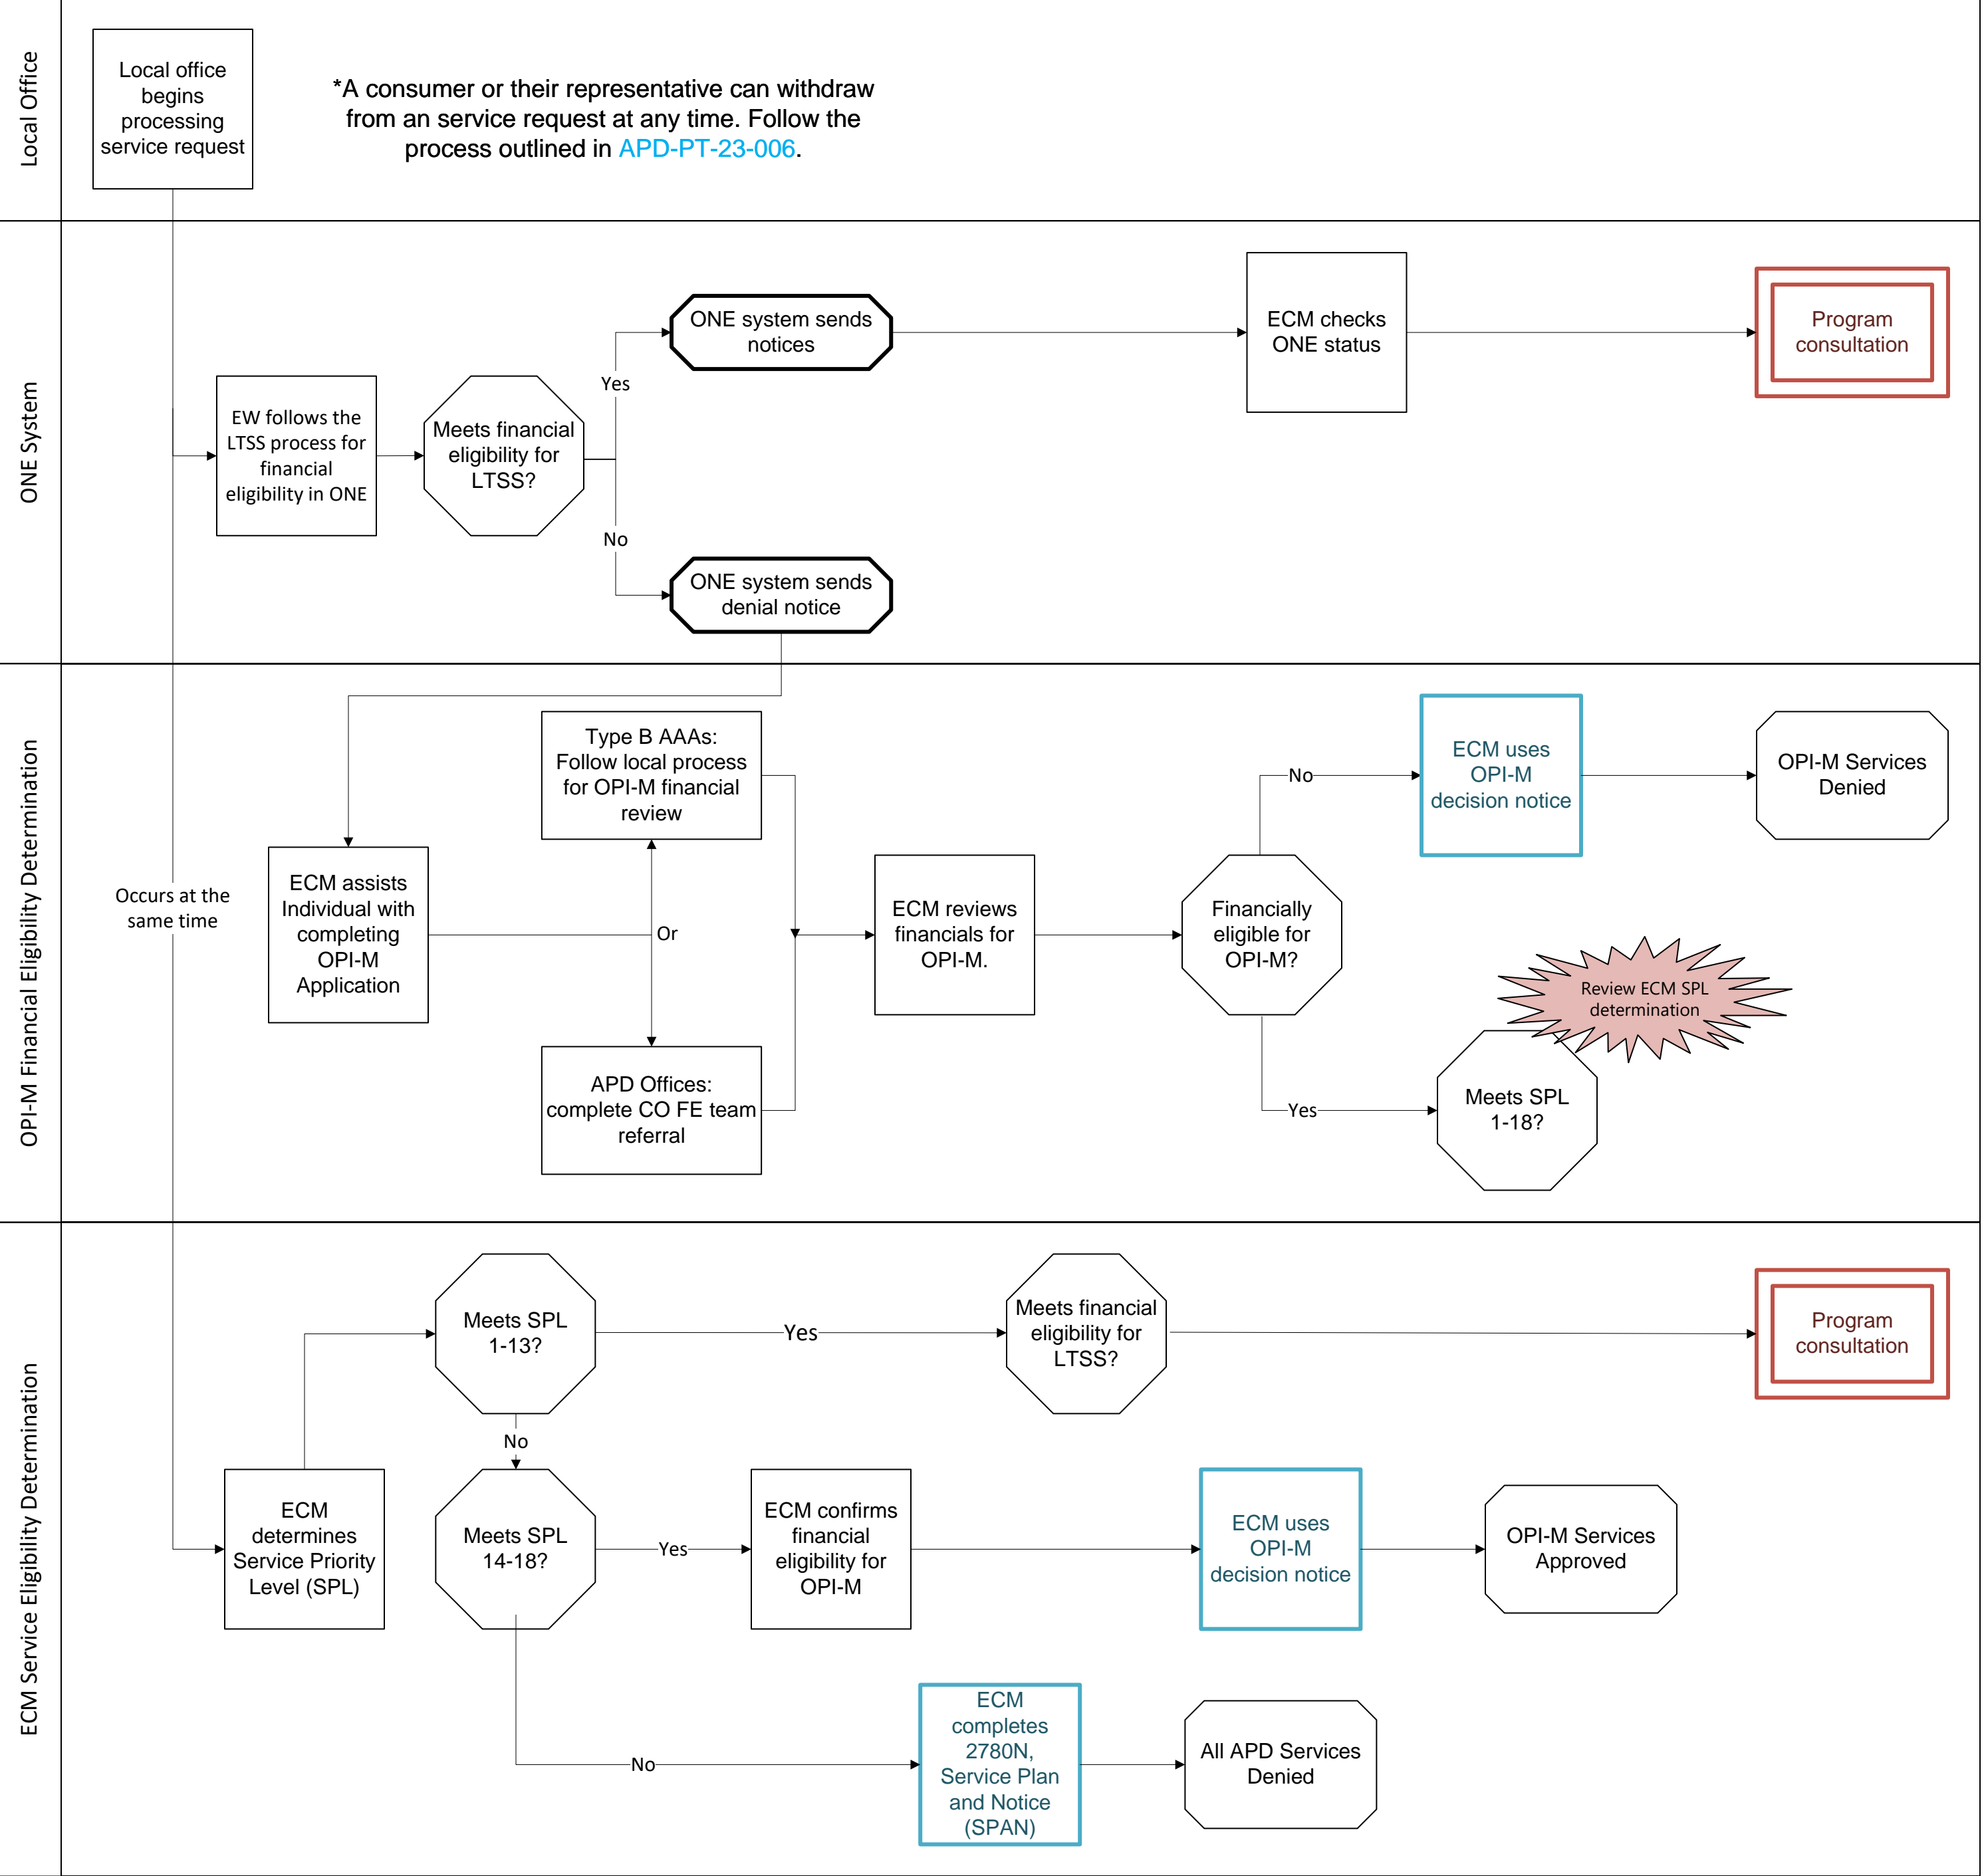 Local Office
Local office
begins
processing
service request
*A consumer or their representative can withdraw
from an service request at any time. Follow the
process outlined in APD-PT-23-006.
ONE System
EW follows the
LTSS process for
financial
eligibility in ONE
Meets financial
eligibility for
LTSS?
Yes
No
ONE system sends
notices
ONE system sends
denial notice
ECM checks
ONE status
Program
consultation
OPI-M Financial Eligibility Determination
Occurs at the
same time
ECM assists
Individual with
completing
OPI-M
Application
Or
Type B AAAs:
Follow local process
for OPI-M financial
review
APD Offices:
complete CO FE team
referral
ECM reviews
financials for
OPI-M.
Financially
eligible for
OPI-M?
No
ECM uses
OPI-M
decision notice
OPI-M Services
Denied
Yes
Review ECM SPL
determination
Meets SPL
1-18?
ECM Service Eligibility Determination
ECM
determines
Service Priority
Level (SPL)
Meets SPL
1-13?
Yes
Meets financial
eligibility for
LTSS?
Program
consultation
No
Meets SPL
14-18?
Yes
ECM confirms
financial
eligibility for
OPI-M
ECM uses
OPI-M
decision notice
OPI-M Services
Approved
No
ECM
completes
2780N,
Service Plan
and Notice
(SPAN)
All APD Services
Denied